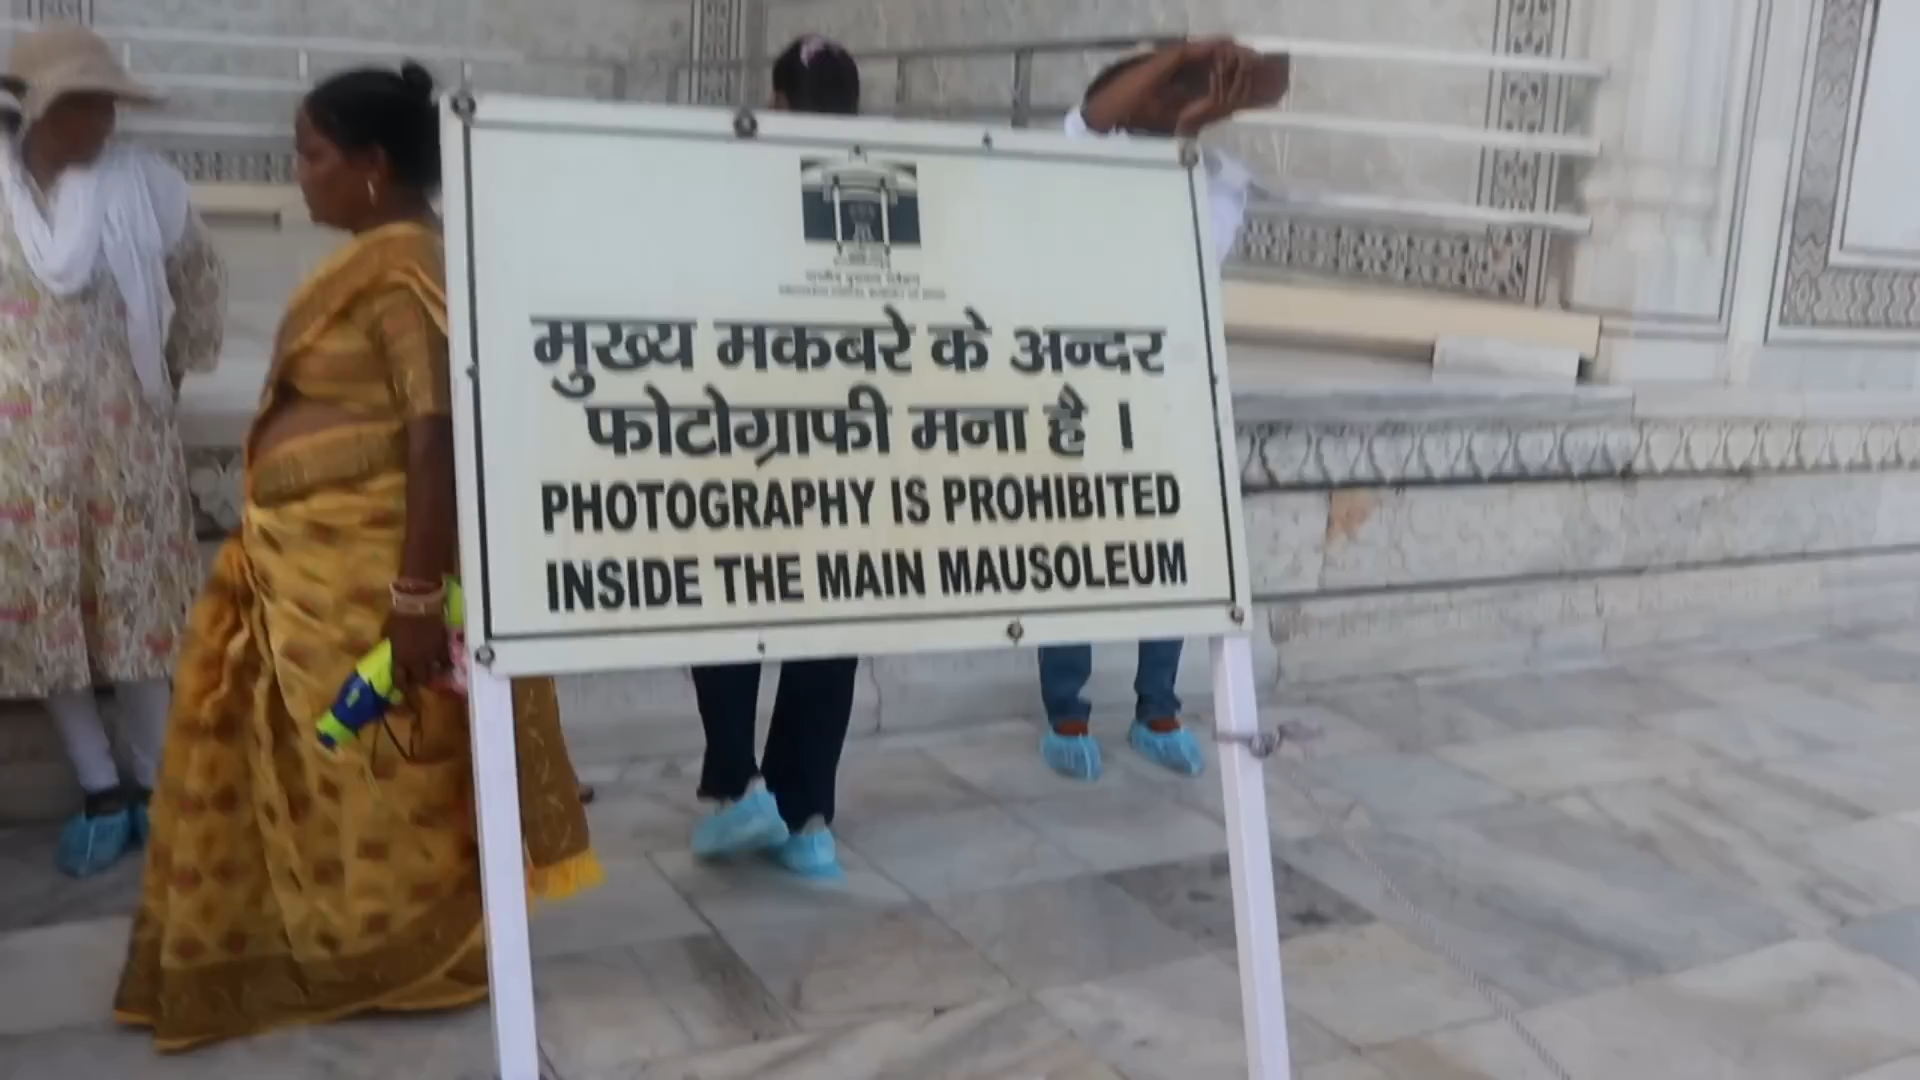 मुख्य मकबरे के अन्दर
फोटोग्राफी मना है ।
PHOTOGRAPHY IS PROHIBITED
INSIDE THE MAIN MAUSOLEUM